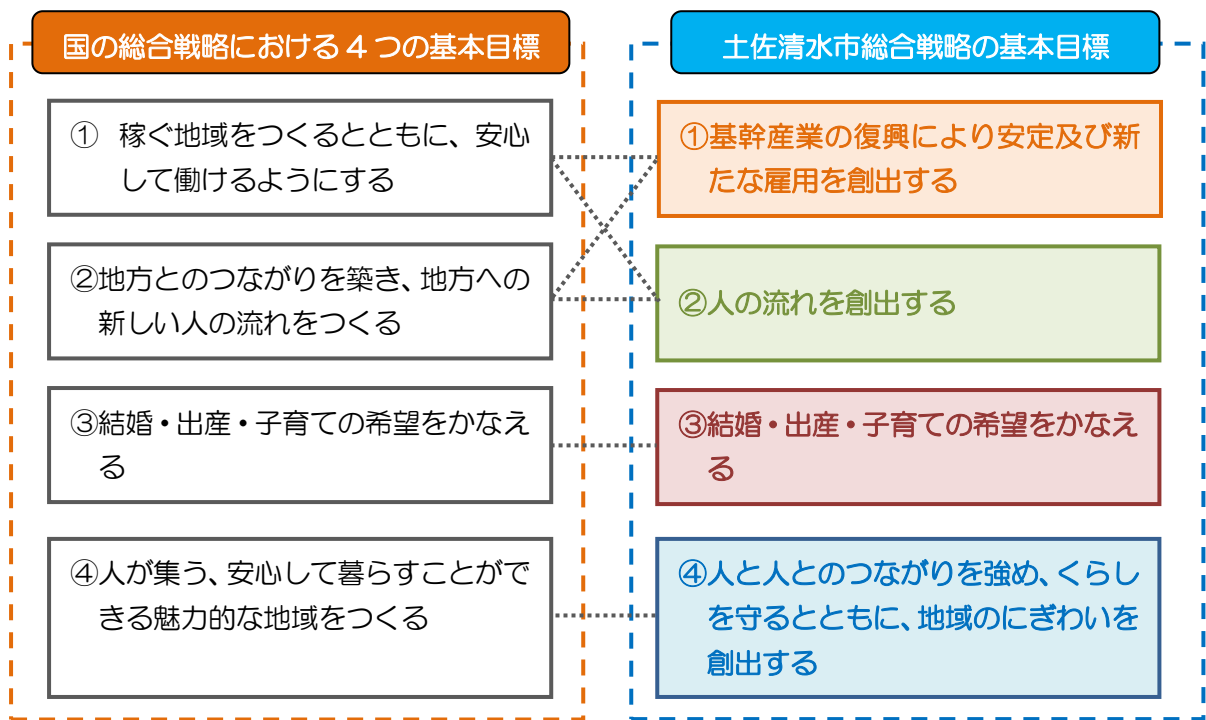 国の総合戦略における4つの基本目標
① 稼ぐ地域をつくるとともに、安心
して働けるようにする
②地方とのつながりを築き、地方への
新しい人の流れをつくる
③結婚・出産・子育ての希望をかなえ
る
④人が集う、安心して暮らすことがで
きる魅力的な地域をつくる
土佐清水市総合戦略の基本目標
①基幹産業の復興により安定及び新
たな雇用を創出する
②人の流れを創出する
③結婚・出産・子育ての希望をかなえ
る
④人と人とのつながりを強め、くらし
を守るとともに、地域のにぎわいを
創出する